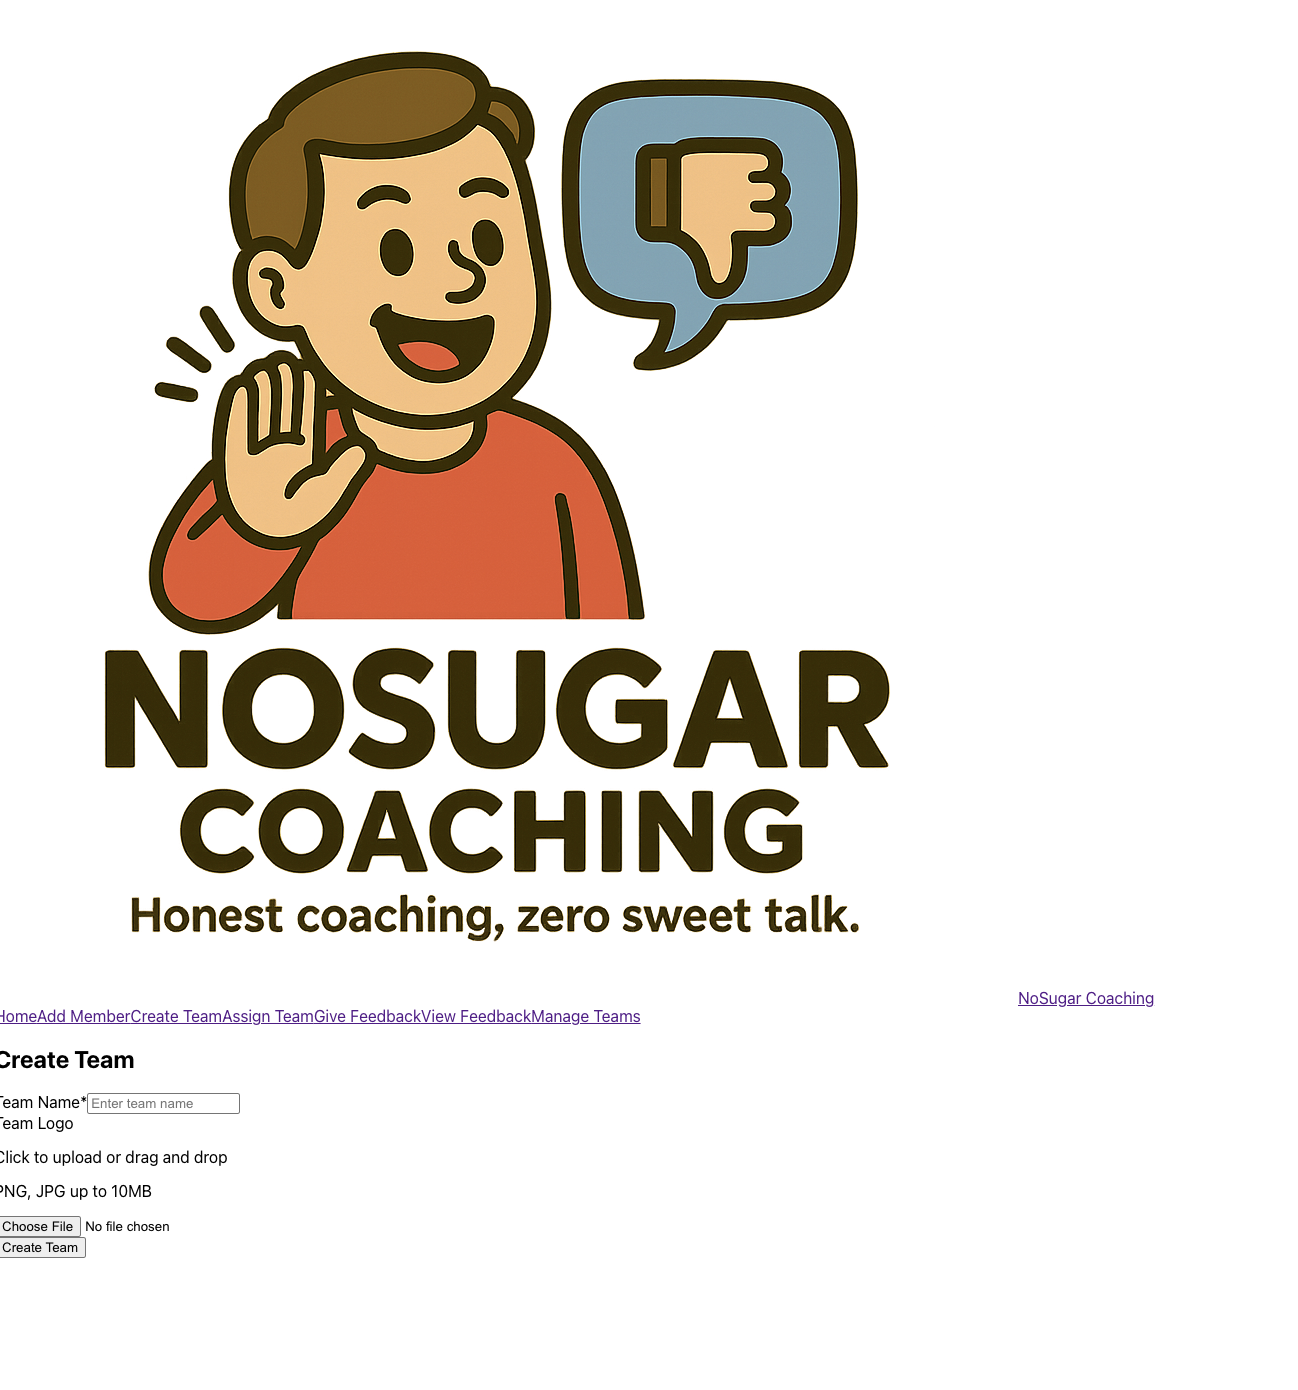 NOSUGAR
COACHING
Honest coaching, zero sweet talk.
NoSugar Coaching
HomeAdd MemberCreate TeamAssign TeamGive FeedbackView FeedbackManage Teams
Create Team
Team Name*Enter team name
Team Logo
Click to upload or drag and drop
PNG, JPG up to 10MB
Choose File No file chosen
Create Team